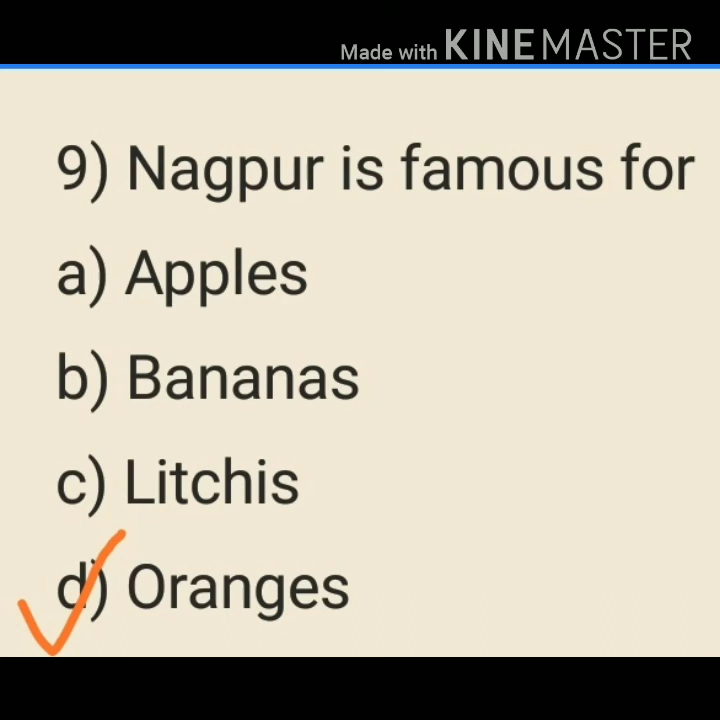 Made with KINEMASTER
9) Nagpur is famous for
a) Apples
b) Bananas
c) Litchis
d) Oranges